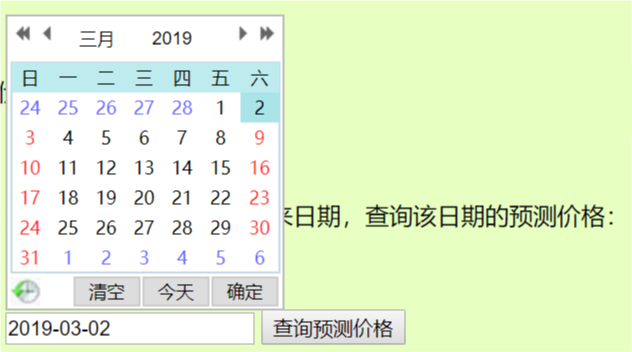 三月 2019
日 一 二 三 四 五 六
24 25 26 27 28 1 2
3 4 5 6 7 8 9
10 11 12 13 14 15 16
17 18 19 20 21 22 23
24 25 26 27 28 29 30
31 1 2 3 4 5 6
来日期，查询该日期的预测价格：
清空 今天 确定
2019-03-02 查询预测价格